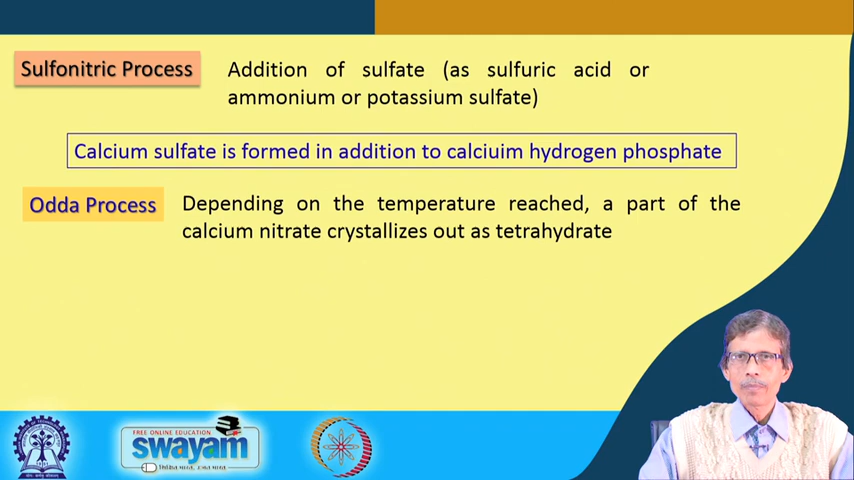 Sulfonitric Process
Addition of sulfate (as sulfuric acid or
ammonium or potassium sulfate)
Calcium sulfate is formed in addition to calciuim hydrogen phosphate
Odda Process
Depending on the temperature reached, a part of the
calcium nitrate crystallizes out as tetrahydrate
FREE ONLINE EDUCATION
swayam